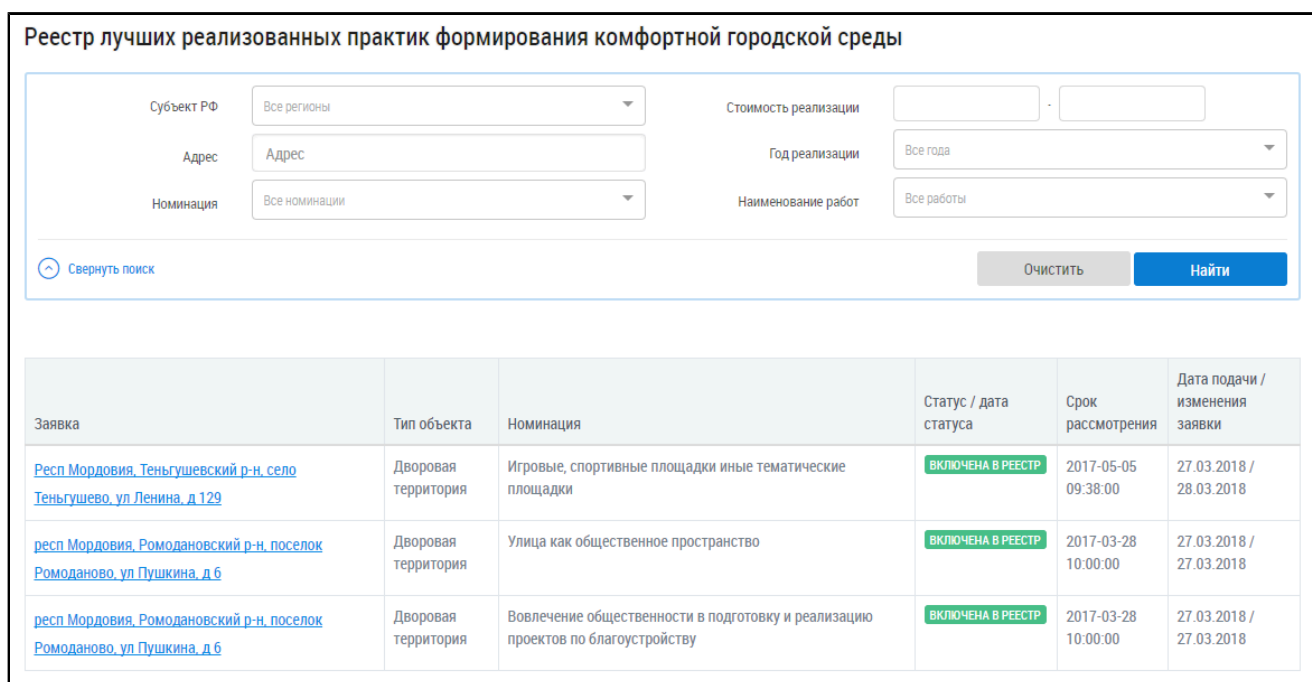 Реестр лучших реализованных практик формирования комфортной городской среды
Субъект РФ
Все регионы
Стоимость реализации
-
Адрес
Адрес
Год реализации
Все года
Номинация
Все номинации
Наименование работ
Все работы
Свернуть поиск
Очистить
Найти
Заявка
Тип объекта
Номинация
Статус / дата
статуса
Срок
рассмотрения
Дата подачи /
изменения
заявки
Респ Мордовия, Теньгушевский р-н, село
Теньгушево, ул Ленина, д 129
Дворовая
территория
Игровые, спортивные площадки иные тематические
площадки
ВКЛЮЧЕНА В РЕЕСТР
2017-05-05
09:38:00
27.03.2018 /
28.03.2018
респ Мордовия, Ромодановский р-н, поселок
Ромоданово, ул Пушкина, д 6
Дворовая
территория
Улица как общественное пространство
ВКЛЮЧЕНА В РЕЕСТР
2017-03-28
10:00:00
27.03.2018 /
27.03.2018
респ Мордовия, Ромодановский р-н, поселок
Ромоданово, ул Пушкина, д 6
Дворовая
территория
Вовлечение общественности в подготовку и реализацию
проектов по благоустройству
ВКЛЮЧЕНА В РЕЕСТР
2017-03-28
10:00:00
27.03.2018 /
27.03.2018